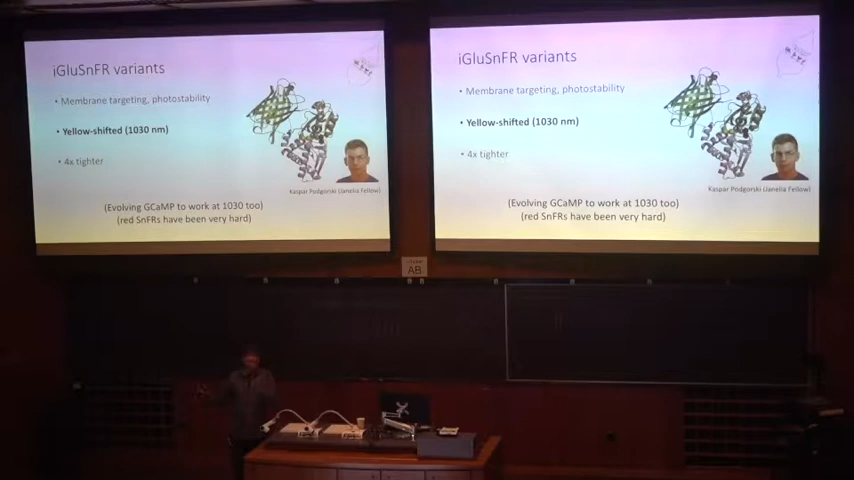 iGluSnFR variants
• Membrane targeting, photostability
• Yellow-shifted (1030 nm)
• 4x tighter
Kaspar Podgorski (Janelia Fellow)
(Evolving GCaMP to work at 1030 too)
(red SnFRs have been very hard)
iGluSnFR variants
• Membrane targeting, photostability
• Yellow-shifted (1030 nm)
• 4x tighter
Kaspar Podgorski (Janelia Fellow)
(Evolving GCaMP to work at 1030 too)
(red SnFRs have been very hard)
AB